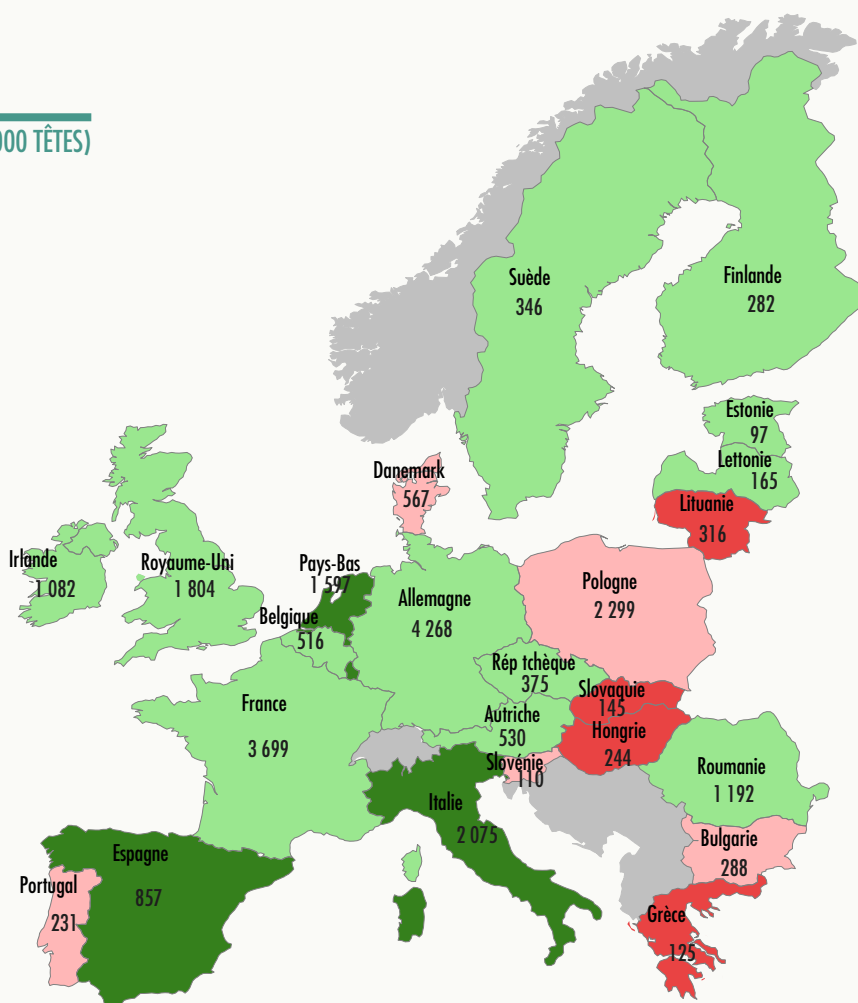 000 TÊTES)
Suède
346
Finlande
282
Estonie
97
Lettonie
165
Danemark
567
Lituanie
316
Irlande
1 082
Royaume-Uni
1 804
Pays-Bas
1 597
Belgique
516
Allemagne
4 268
Pologne
2 299
Rép tchèque
375
Slovaquie
145
France
3 699
Autriche
530
Hongrie
244
Slovénie
110
Roumanie
1 192
Italie
2 075
Bulgarie
288
Espagne
857
Portugal
231
Grèce
125